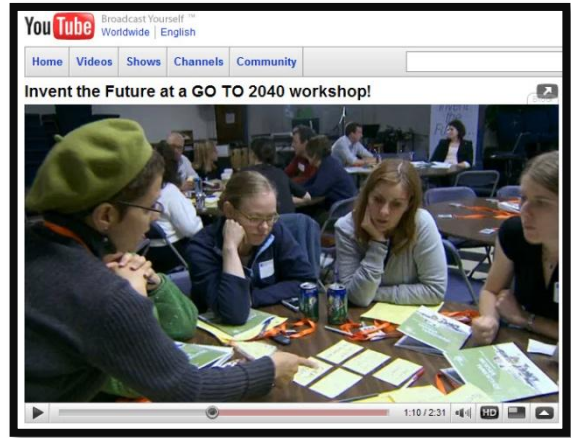 You Tube
Broadcast Yourself ™
Worldwide | English
Home Videos Shows Channels Community
Invent the Future at a GO TO 2040 workshop!
1:10 / 2:31 HD